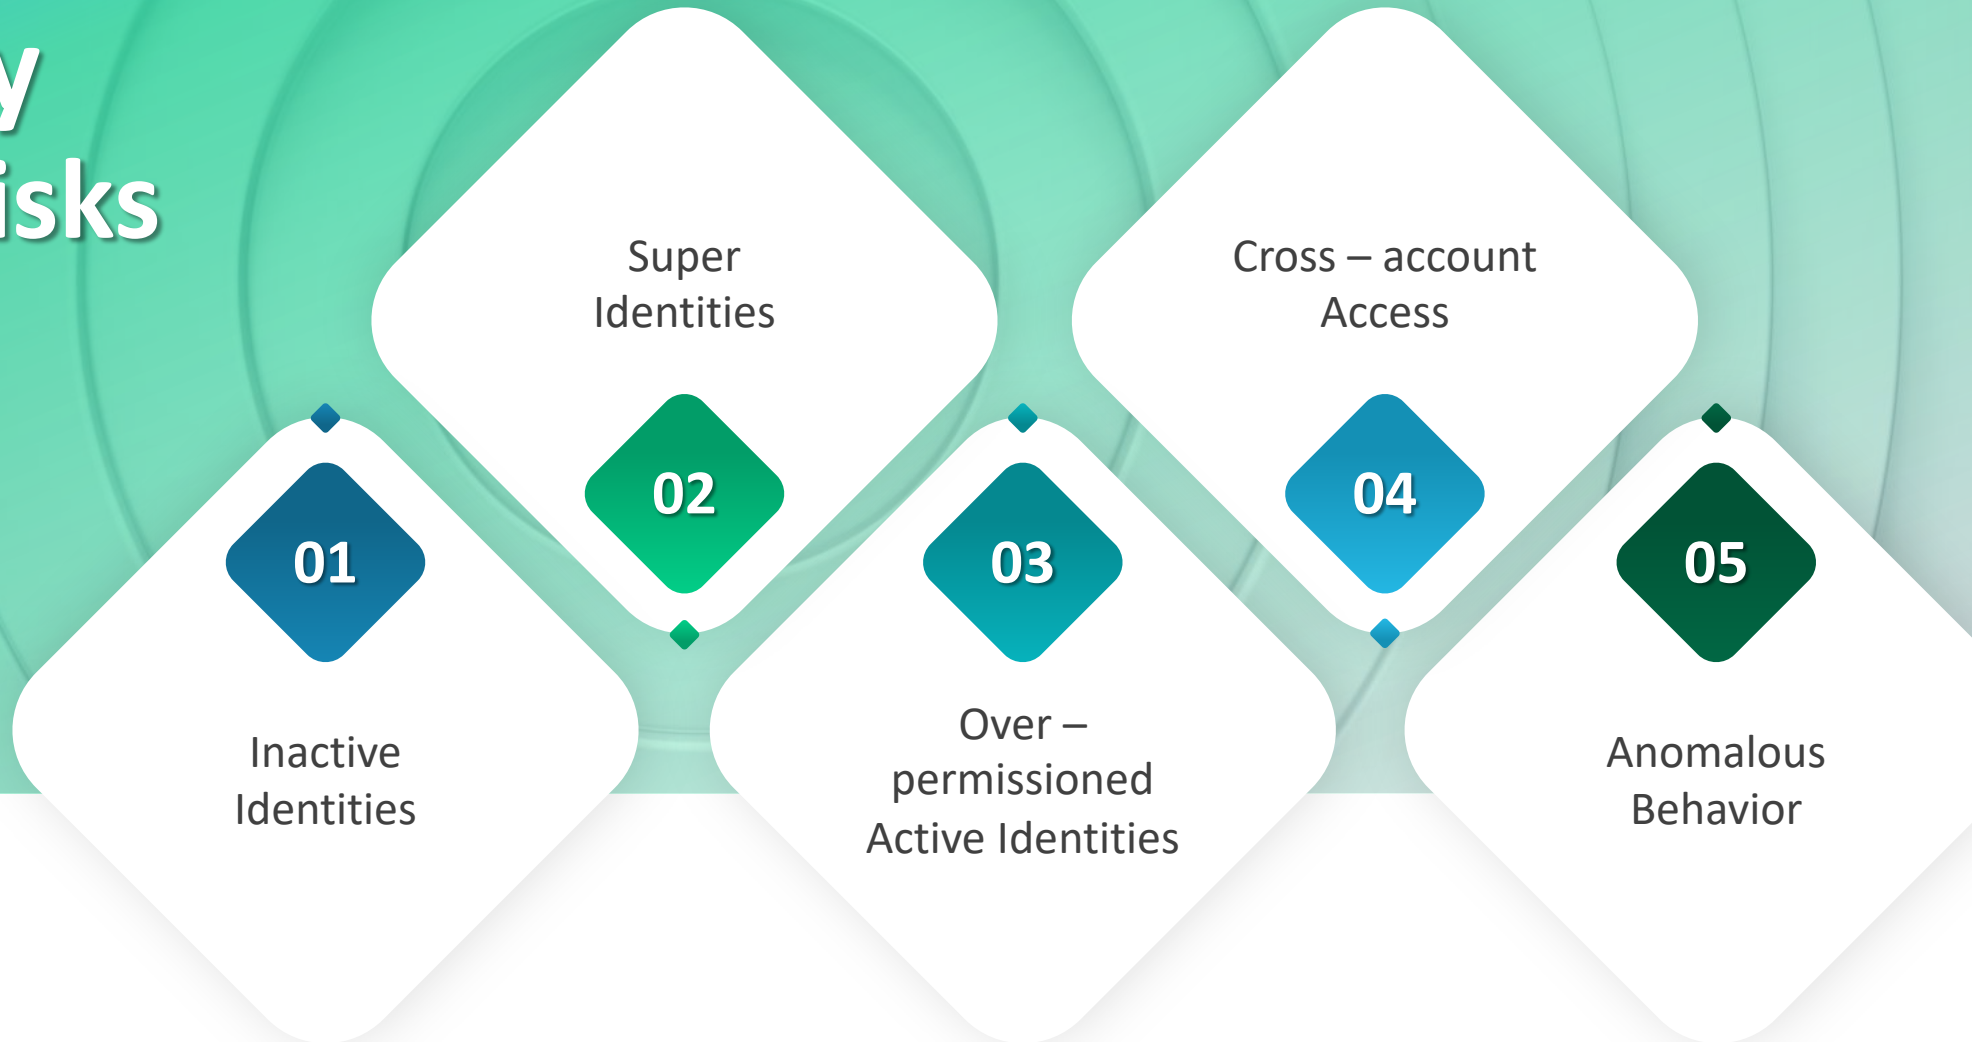 y
isks
01
Inactive
Identities
Super
Identities
02
03
Over –
permissioned
Active Identities
Cross – account
Access
04
05
Anomalous
Behavior